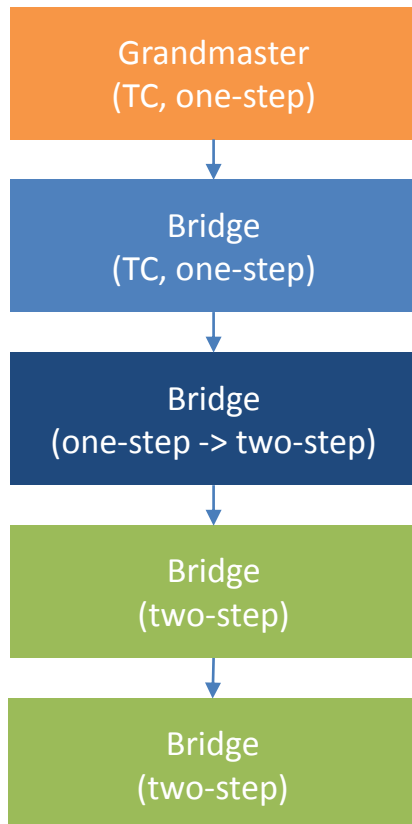 Grandmaster
(TC, one-step)
Bridge
(TC, one-step)
Bridge
(one-step -> two-step)
Bridge
(two-step)
Bridge
(two-step)